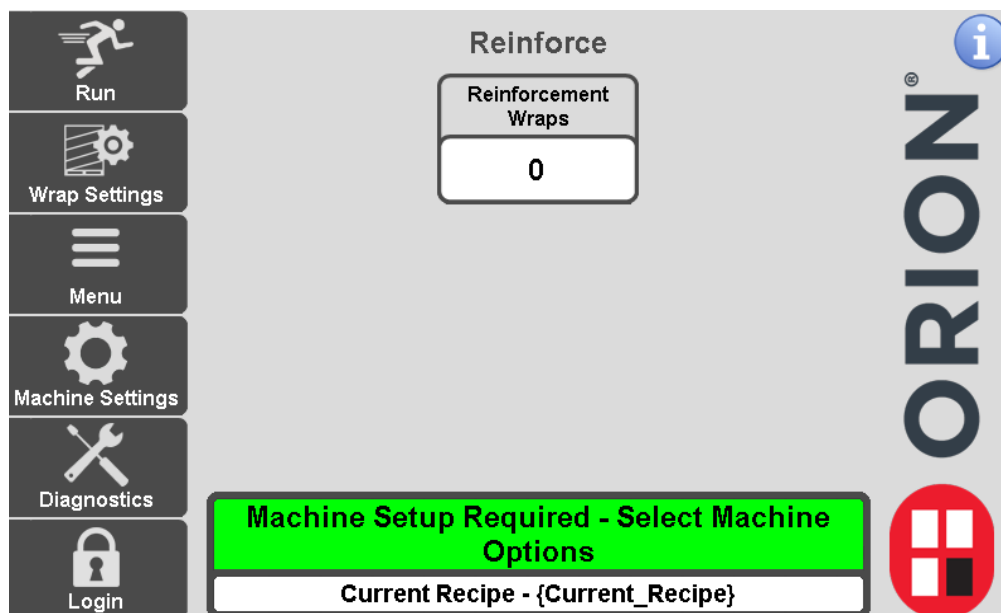 Run
Wrap Settings
Menu
Machine Settings
Diagnostics
Login
Reinforce
Reinforcement
Wraps
0
Machine Setup Required - Select Machine
Options
Current Recipe - {Current_Recipe}
i
ORION®